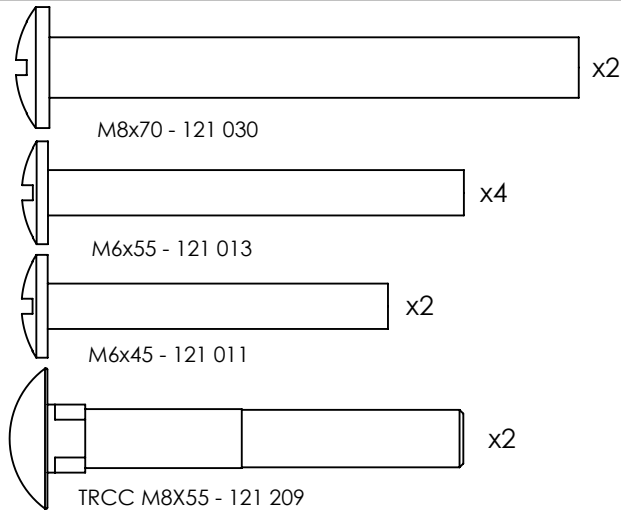 x2
M8x70 - 121 030
x4
M6x55 - 121 013
x2
M6x45 - 121 011
x2
TRCC M8X55 - 121 209